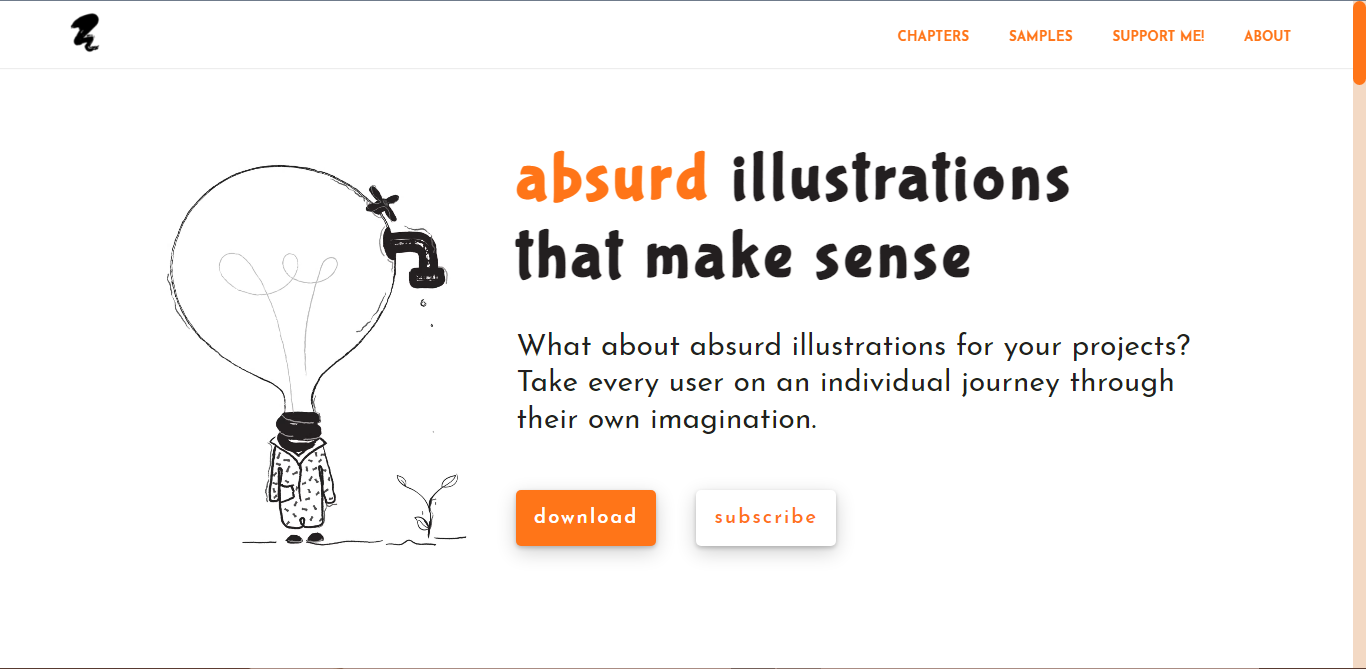 CHAPTERS SAMPLES SUPPORT ME! ABOUT
absurd illustrations
that make sense
What about absurd illustrations for your projects?
Take every user on an individual journey through
their own imagination.
download subscribe